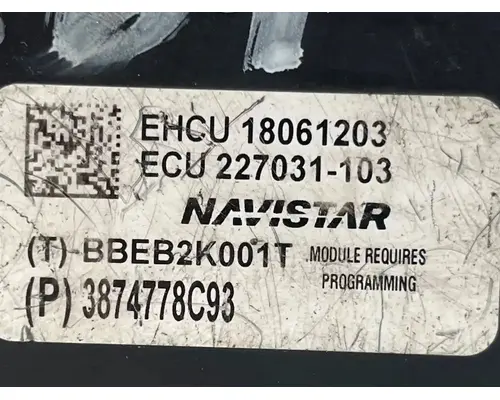 EHCU 18061203
ECU 227031-103
NAVISTAR
(T)-BBEB2K001T
MODULE REQUIRES
PROGRAMMING
(P) 3874778C93